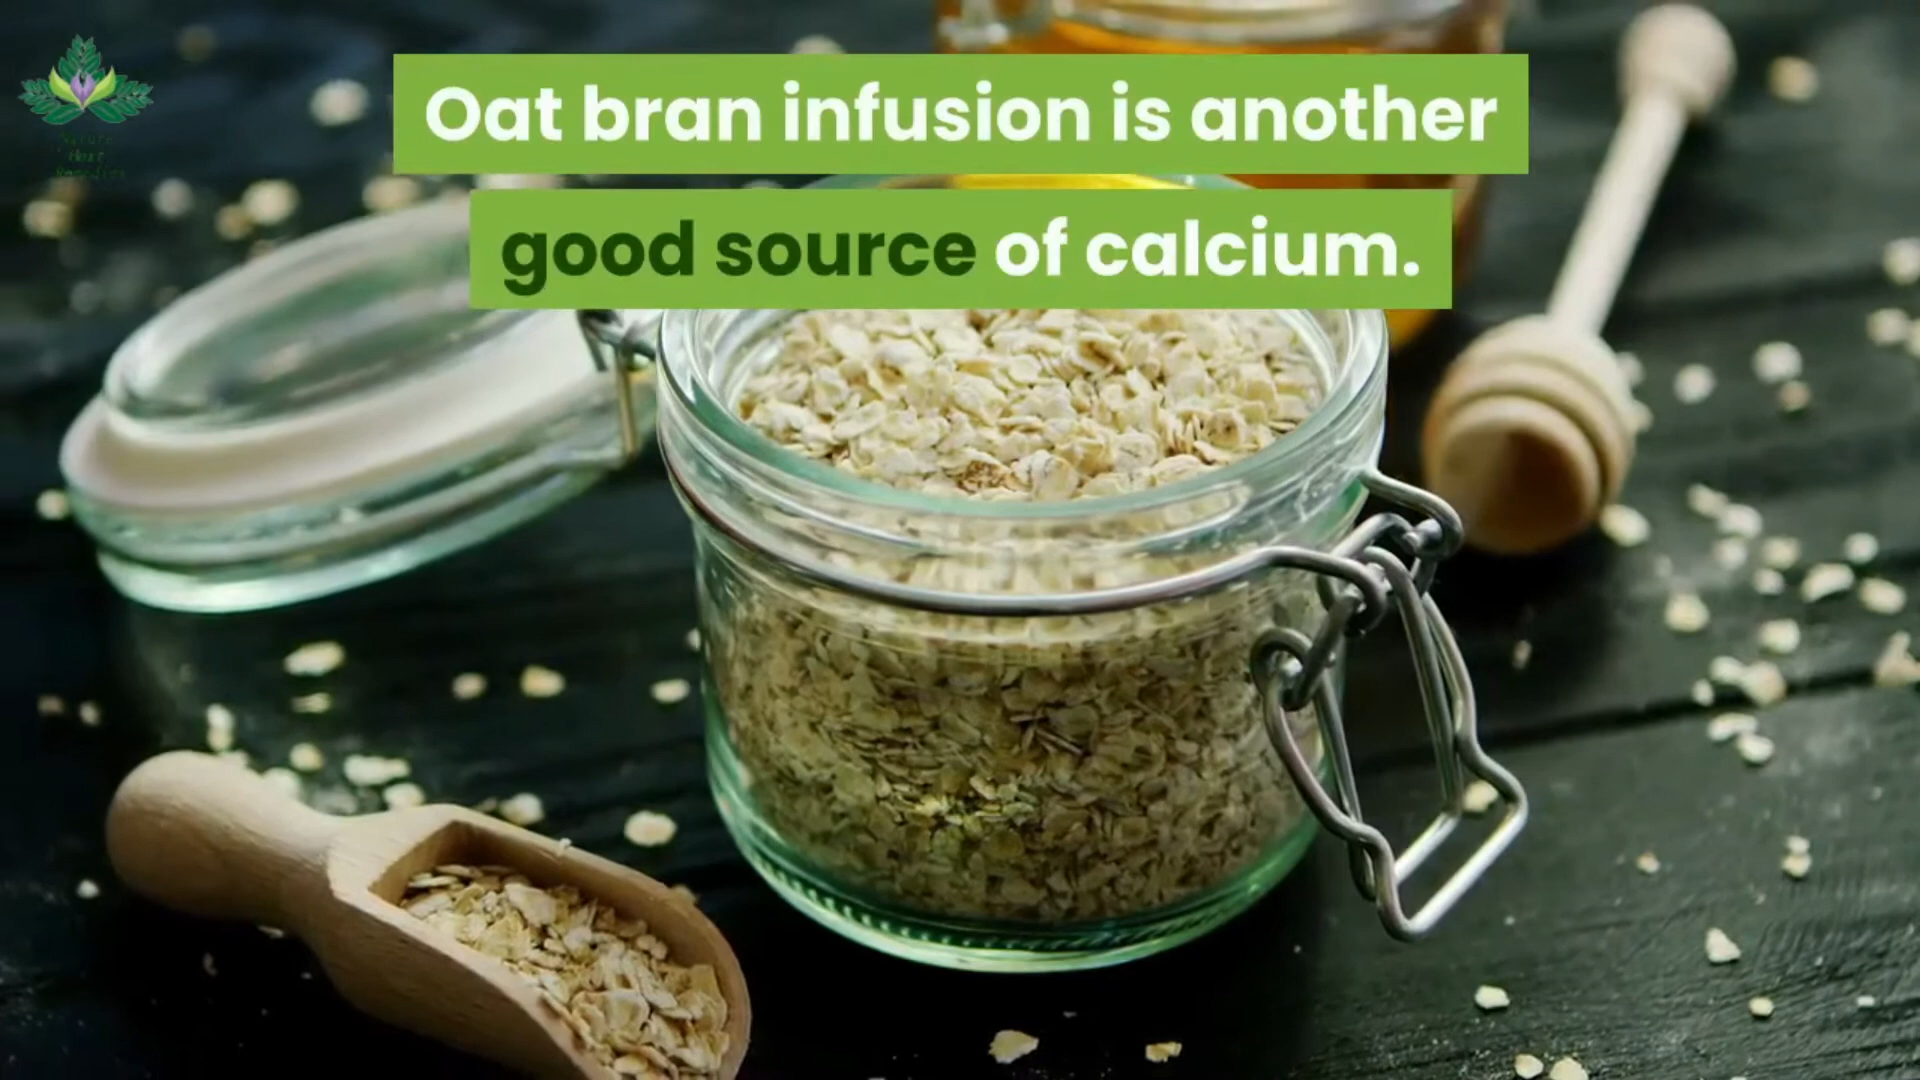 Oat bran infusion is another
good source of calcium.